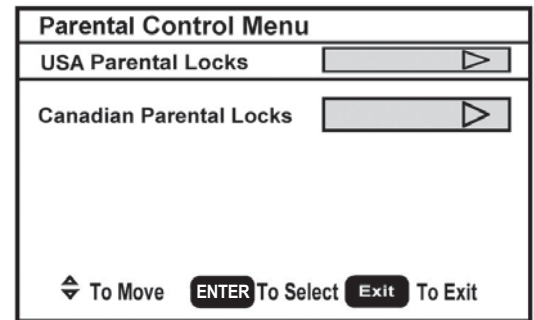 Parental Control Menu
USA Parental Locks
Canadian Parental Locks
To Move ENTER To Select Exit To Exit